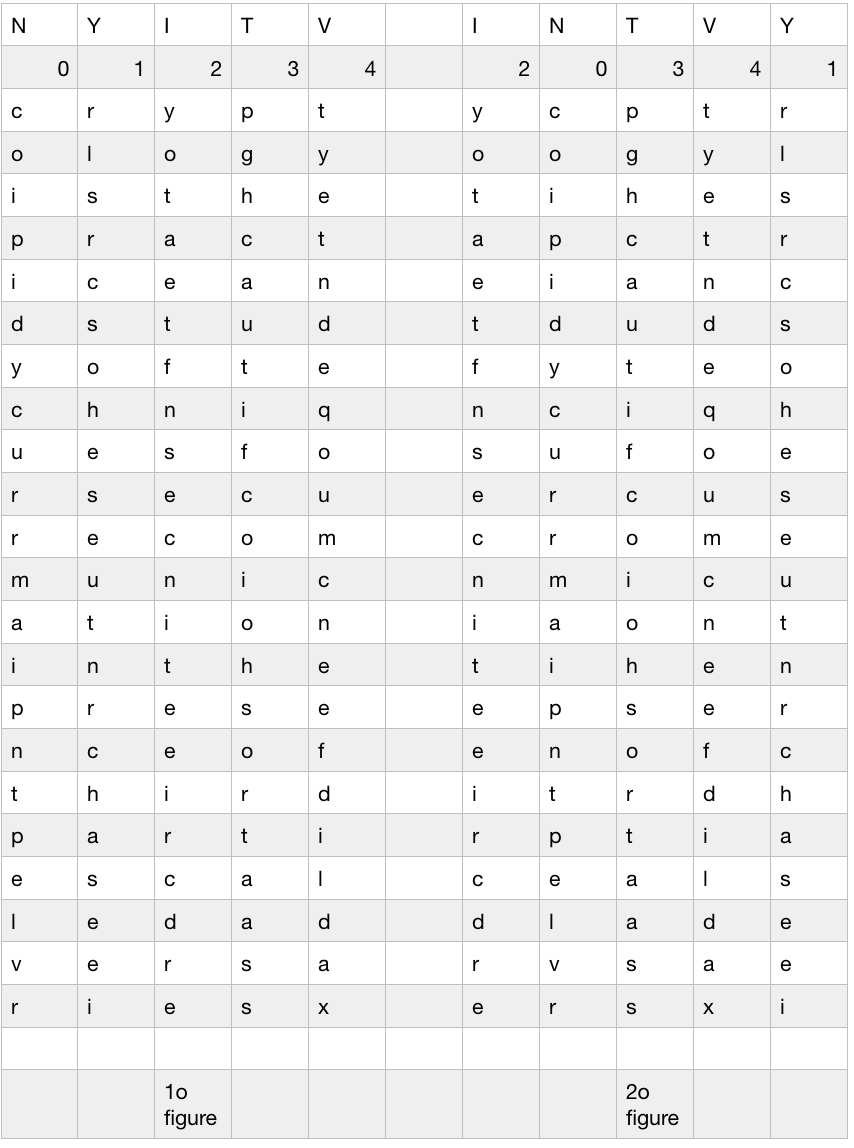 N Y I T V I N T V Y
0 1 2 3 4 2 0 3 4 1
c r y p t y c p t r
o l o g y o o g y l
i s t h e t i h e s
p r a c t a p c t r
i c e a n e i a n c
d s t u d t d u d s
y o f t e f y t e o
c h n i q n c i q h
u e s f o s u f o e
r s e c u e r c u s
r e c o m c r o m e
m u n i c n m i c u
a t i o n i a o n t
i n t h e t i h e n
p r e s e e p s e r
n c e o f e n o f c
t h i r d i t r d h
p a r t i r p t i a
e s c a l c e a l s
l e d a d d l a d e
v e r s a r v s a e
r i e s x e r s x i
1o 2o
figure figure